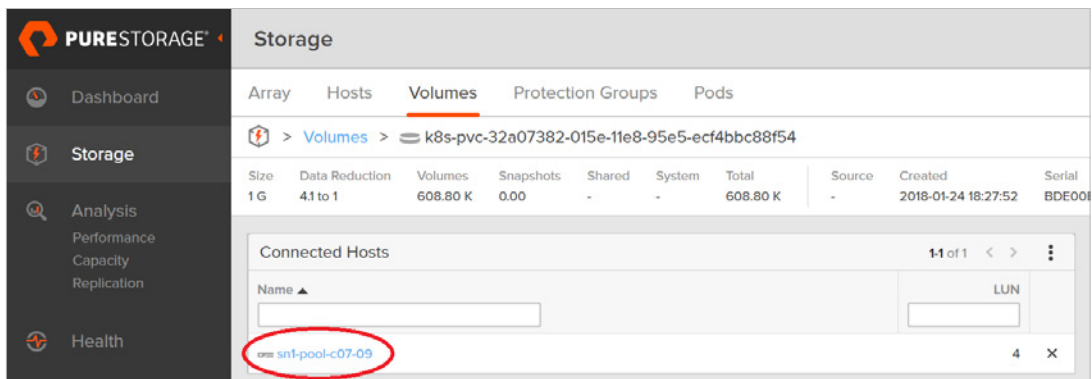 PURESTORAGE®
Storage
Dashboard
Storage
Analysis
Performance
Capacity
Replication
Health
Array Hosts Volumes Protection Groups Pods
> Volumes > k8s-pvc-32a07382-015e-11e8-95e5-ecf4bbc88f54
Size Data Reduction Volumes Snapshots Shared System Total Source Created Serial
1 G 4.1 to 1 608.80 K 0.00 - - 608.80 K - 2018-01-24 18:27:52 BDE00
Connected Hosts 1-1 of 1 < >
Name ▲ LUN
sn1-pool-c07-09 4 ×